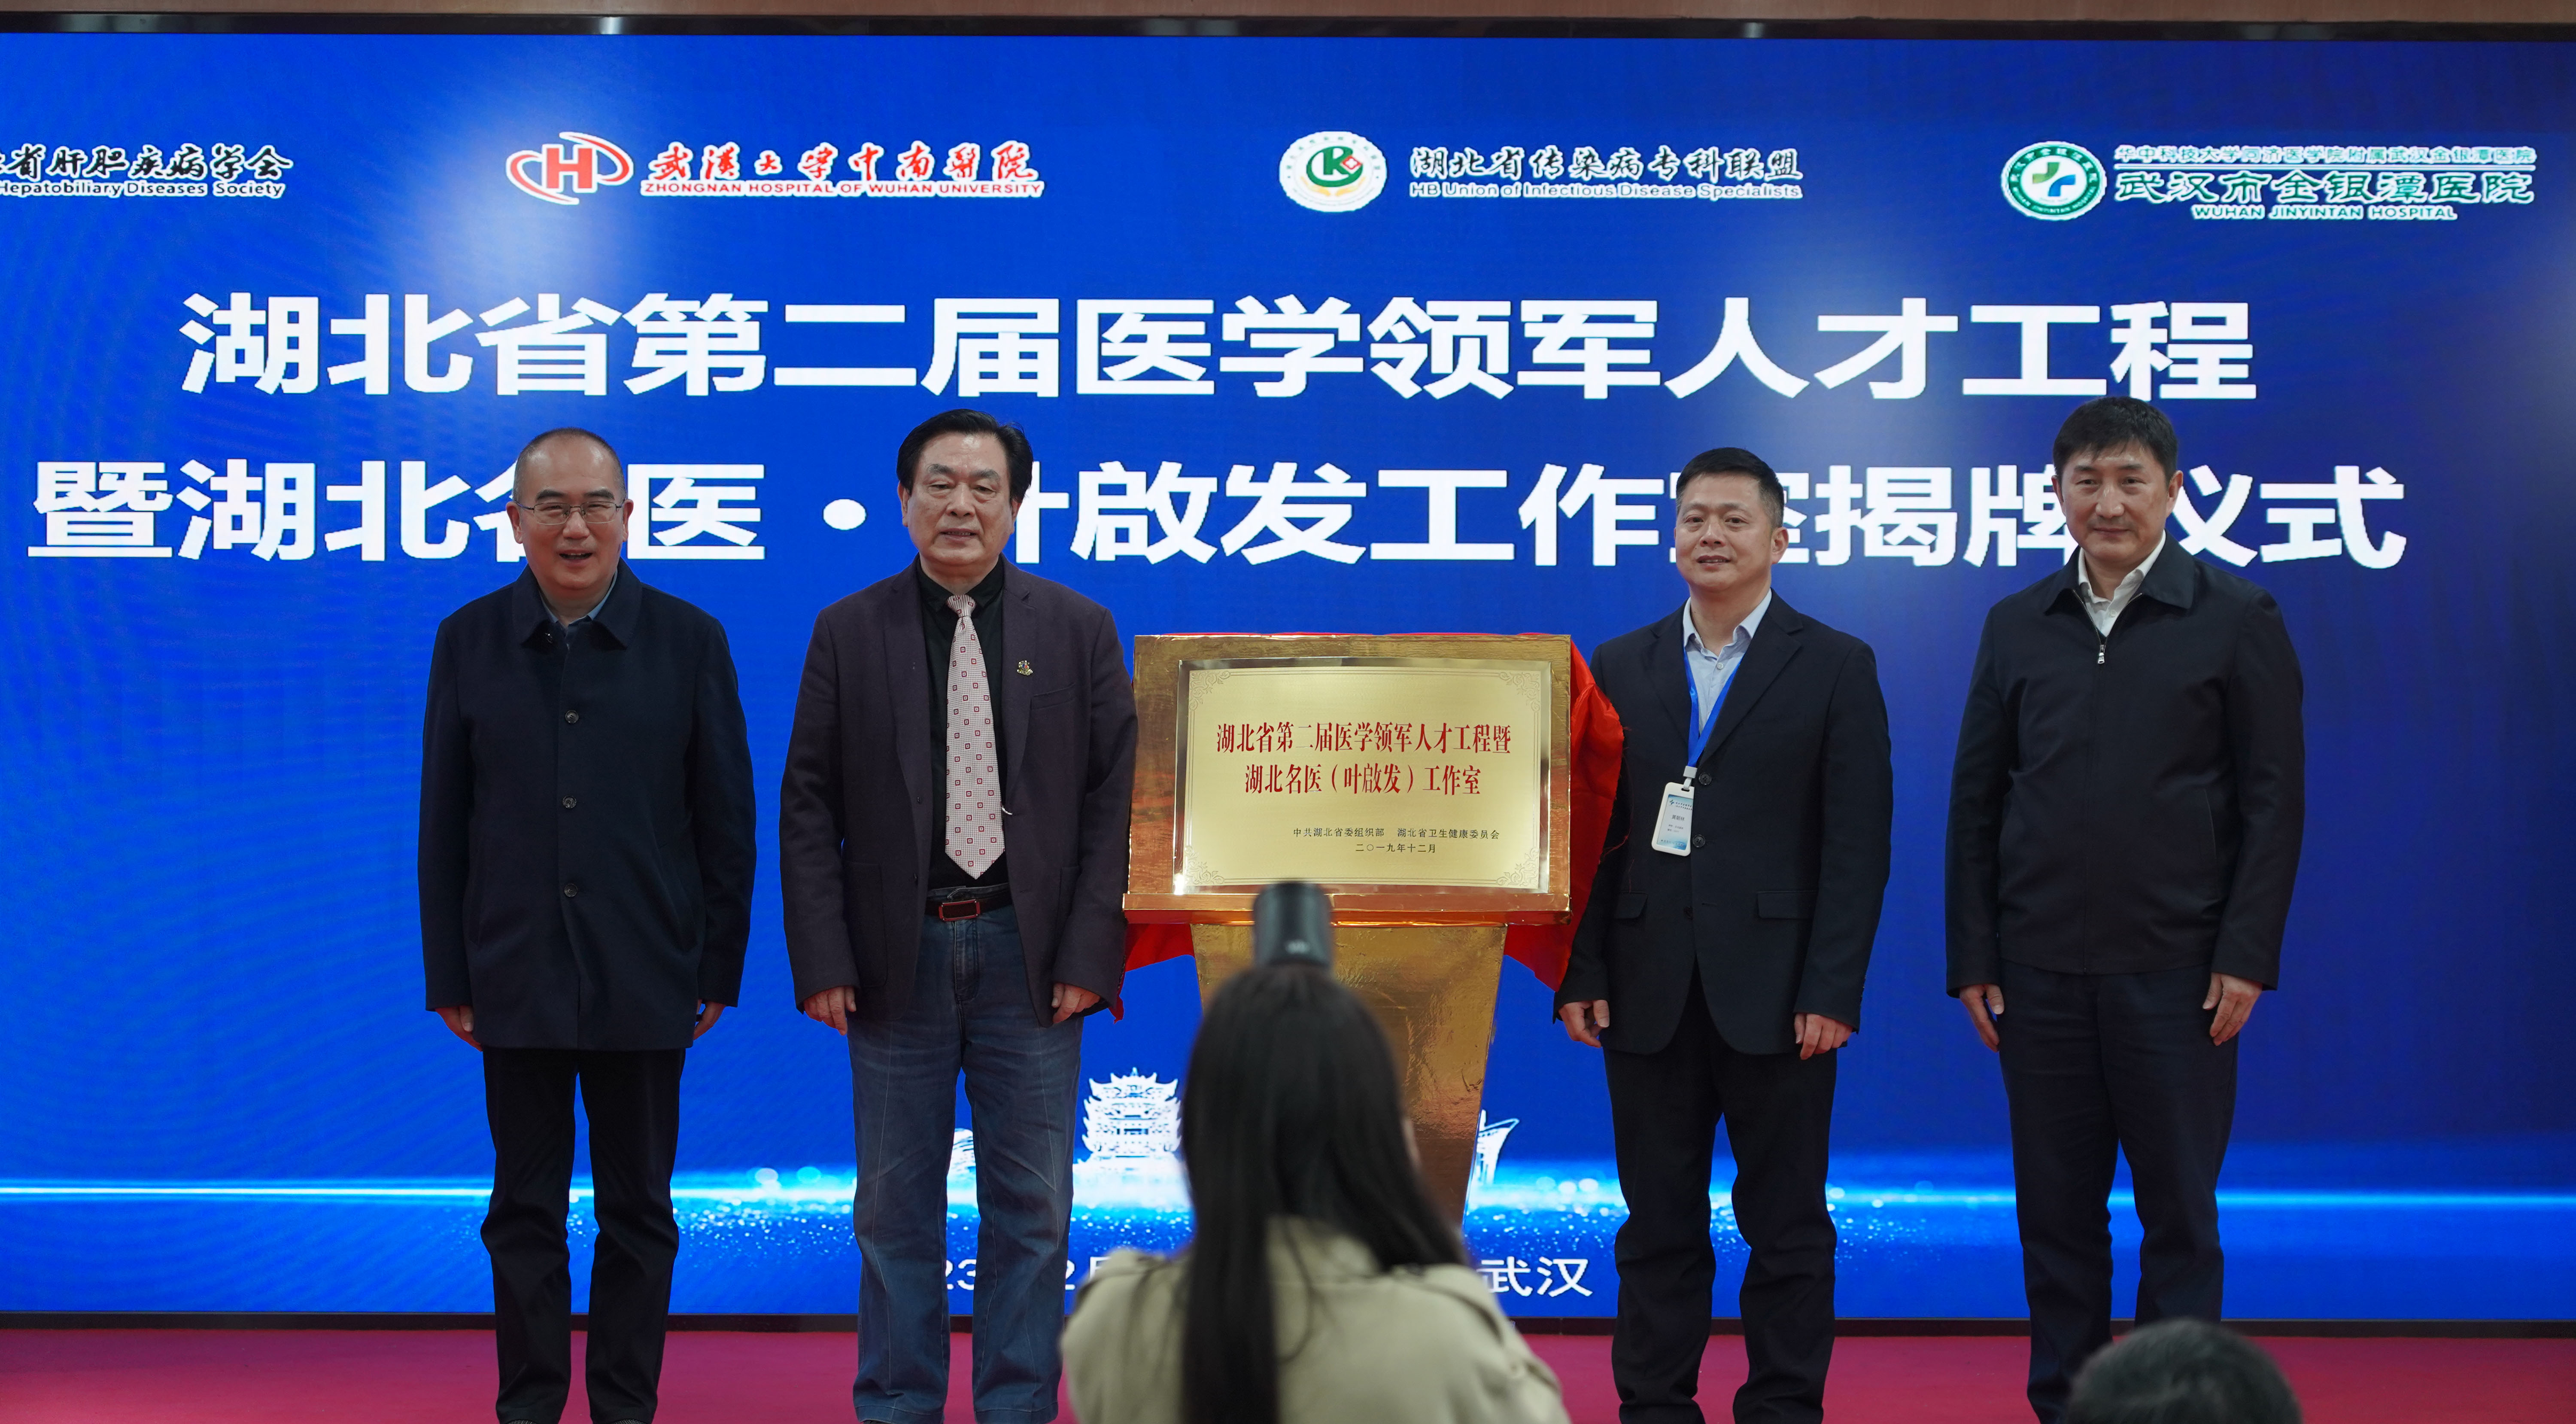 省肝胆疾病学会
Hepatobiliary Diseases Society
H
武漢大学中南醫院
ZHONGNAN HOSPITAL OF WUHAN UNIVERSITY
湖北省传染病专科联盟
HB Union of Infectious Disease Specialists
华中科技大学同济医学院附属武汉金银潭医院
武汉市金银潭医院
WUHAN JINYINTAN HOSPITAL
湖北省第二届医学领军人才工程
暨湖北名医·叶啟发工作室揭牌仪式
湖北省第二届医学领军人才工程暨
湖北名医（叶啟发）工作室
中共湖北省委组织部 湖北省卫生健康委员会
二〇一九年十二月
武汉